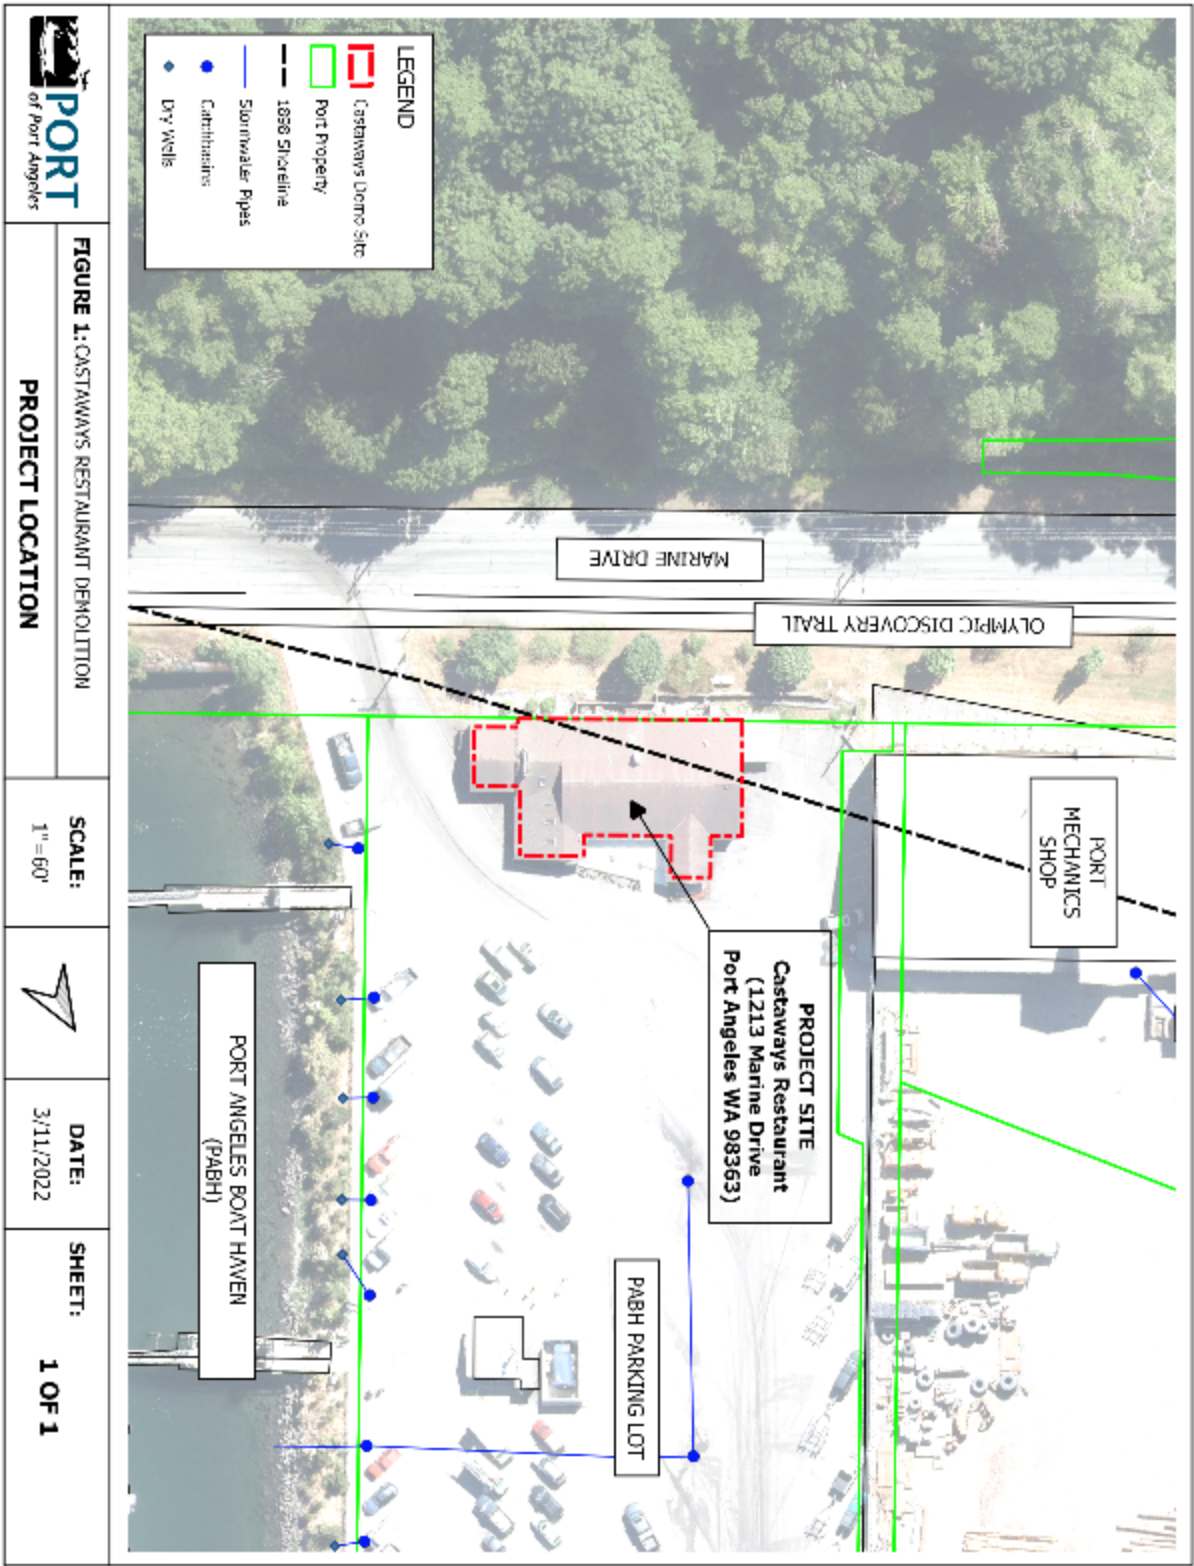 LEGEND
Castaways Demo Site
Port Property
1898 Shoreline
Stormwater Pipes
Catchbasins
Dry Wells
MARINE DRIVE
OLYMPIC DISCOVERY TRAIL
PORT
MECHANICS
SHOP
PROJECT SITE
Castaways Restaurant
(1213 Marine Drive
Port Angeles WA 98363)
PABH PARKING LOT
PORT ANGELES BOAT HAVEN
(PABH)
PORT
of Port Angeles
FIGURE 1: CASTAWAYS RESTAURANT DEMOLITION
PROJECT LOCATION
SCALE:
1"=60'
DATE:
3/11/2022
SHEET:
1 OF 1